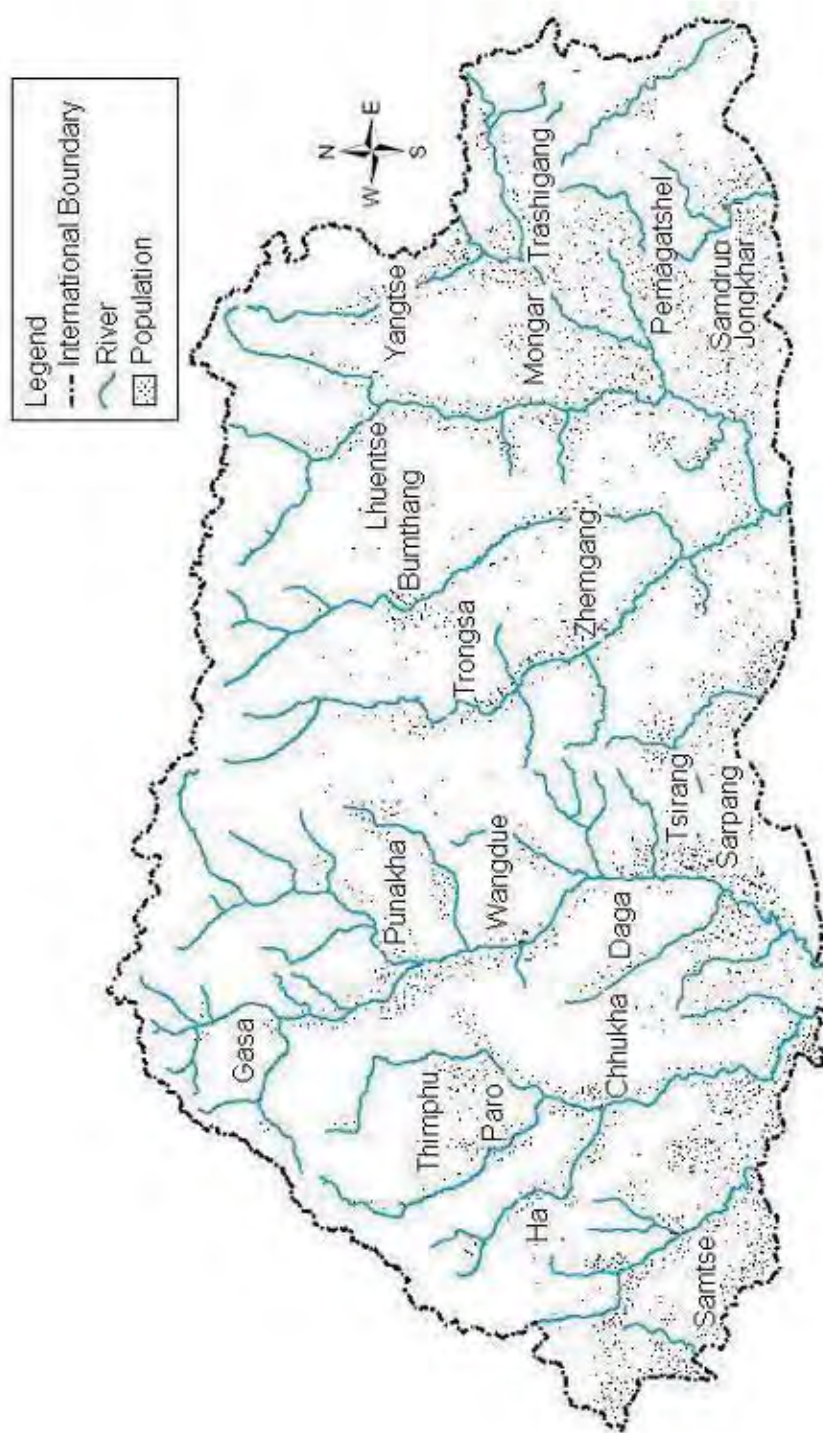 Legend
International Boundary
River
Population
N
W
E
S
Gasa
Punakha
Thimphu
Paro
Wangdue
Ha
Chhukha
Daga
Samtse
Tsirang
Sarpang
Trongsa
Bumthang
Lhuentse
Zhemgang
Yangtse
Mongar
Trashigang
Pemagatshel
Samdrup
Jongkhar